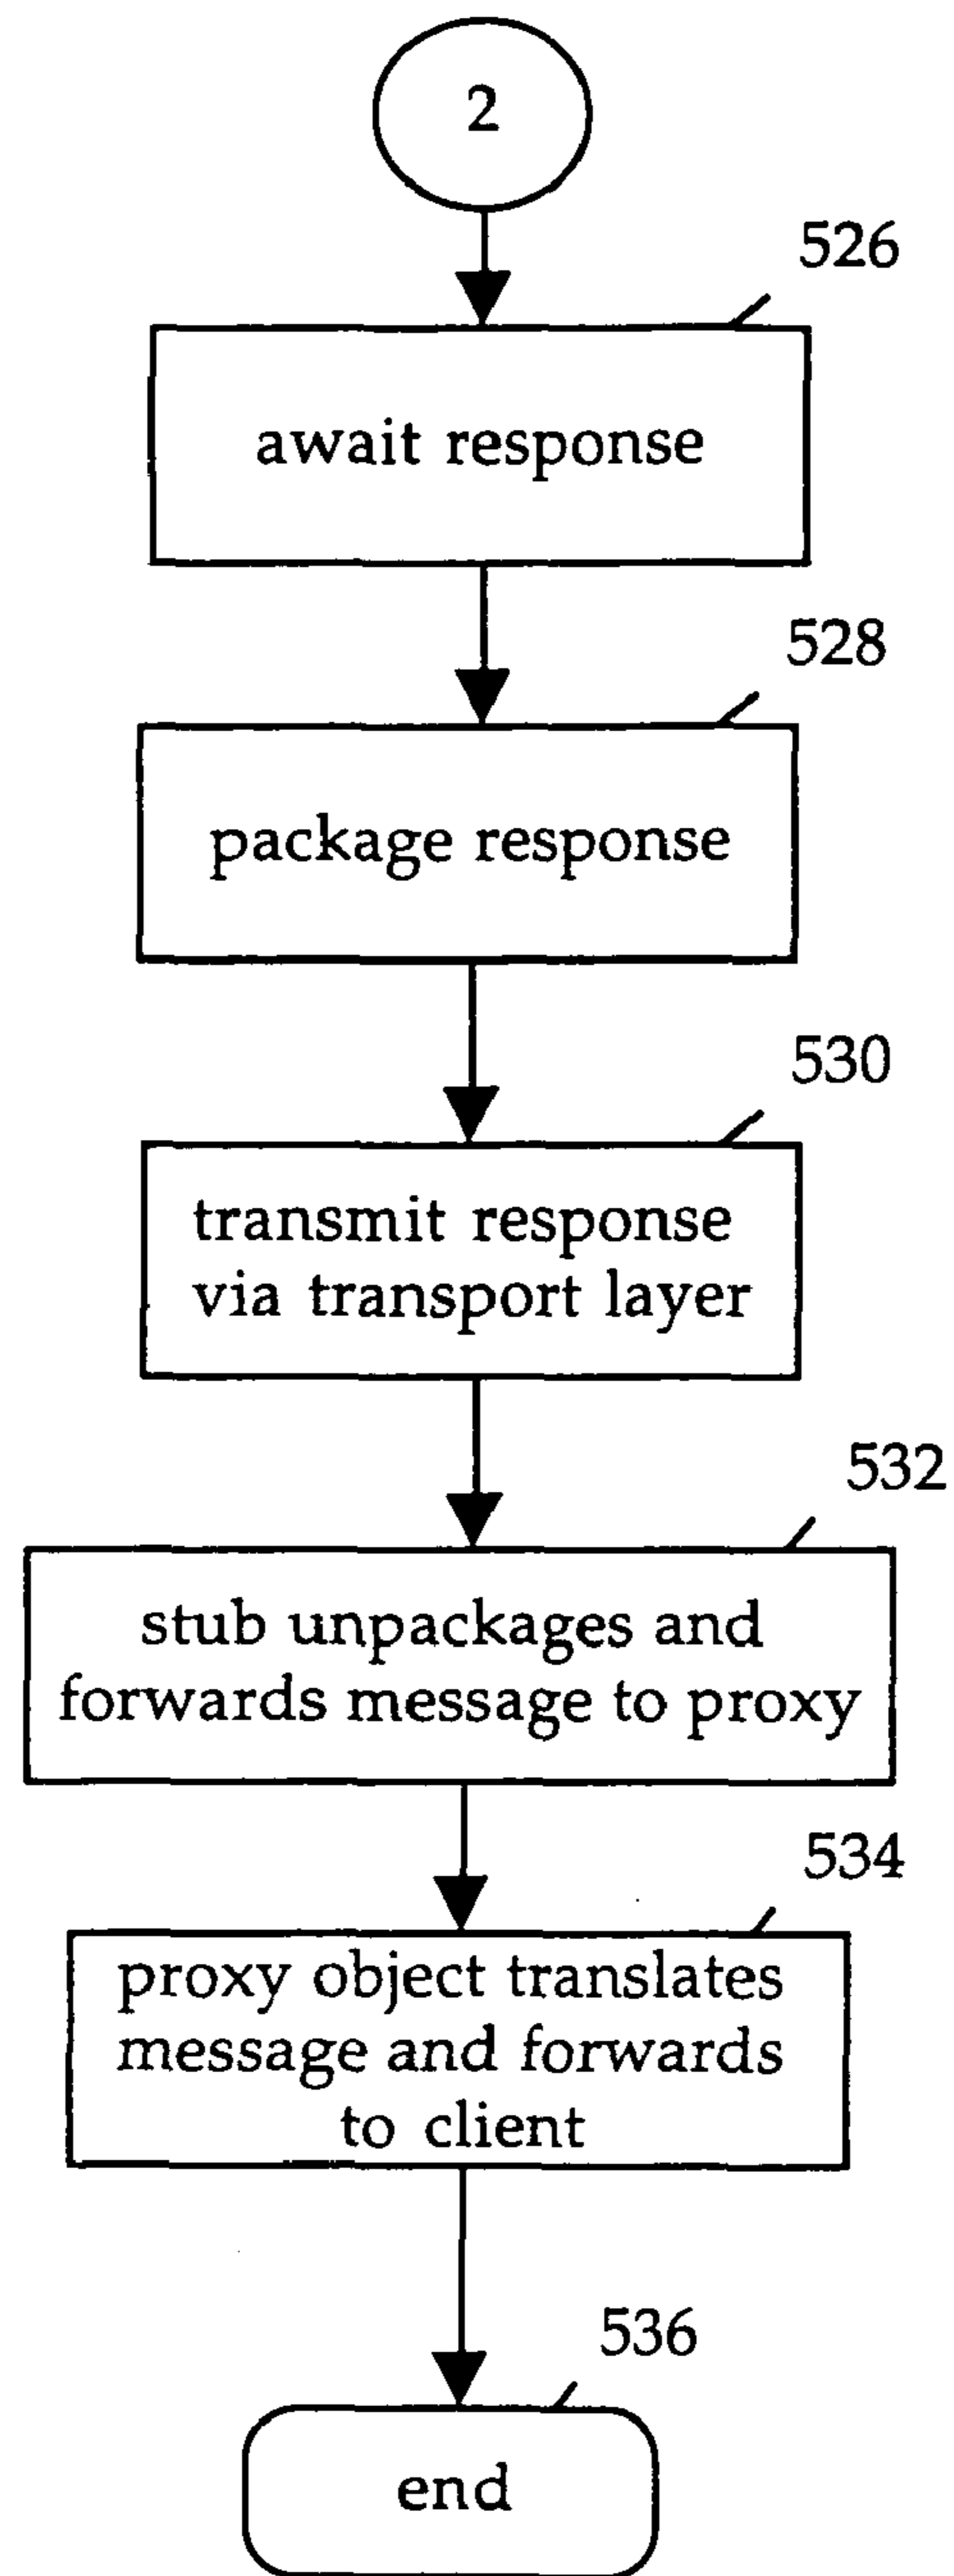 2
526
await response
528
package response
530
transmit response
via transport layer
532
stub unpackages and
forwards message to proxy
534
proxy object translates
message and forwards
to client
536
end